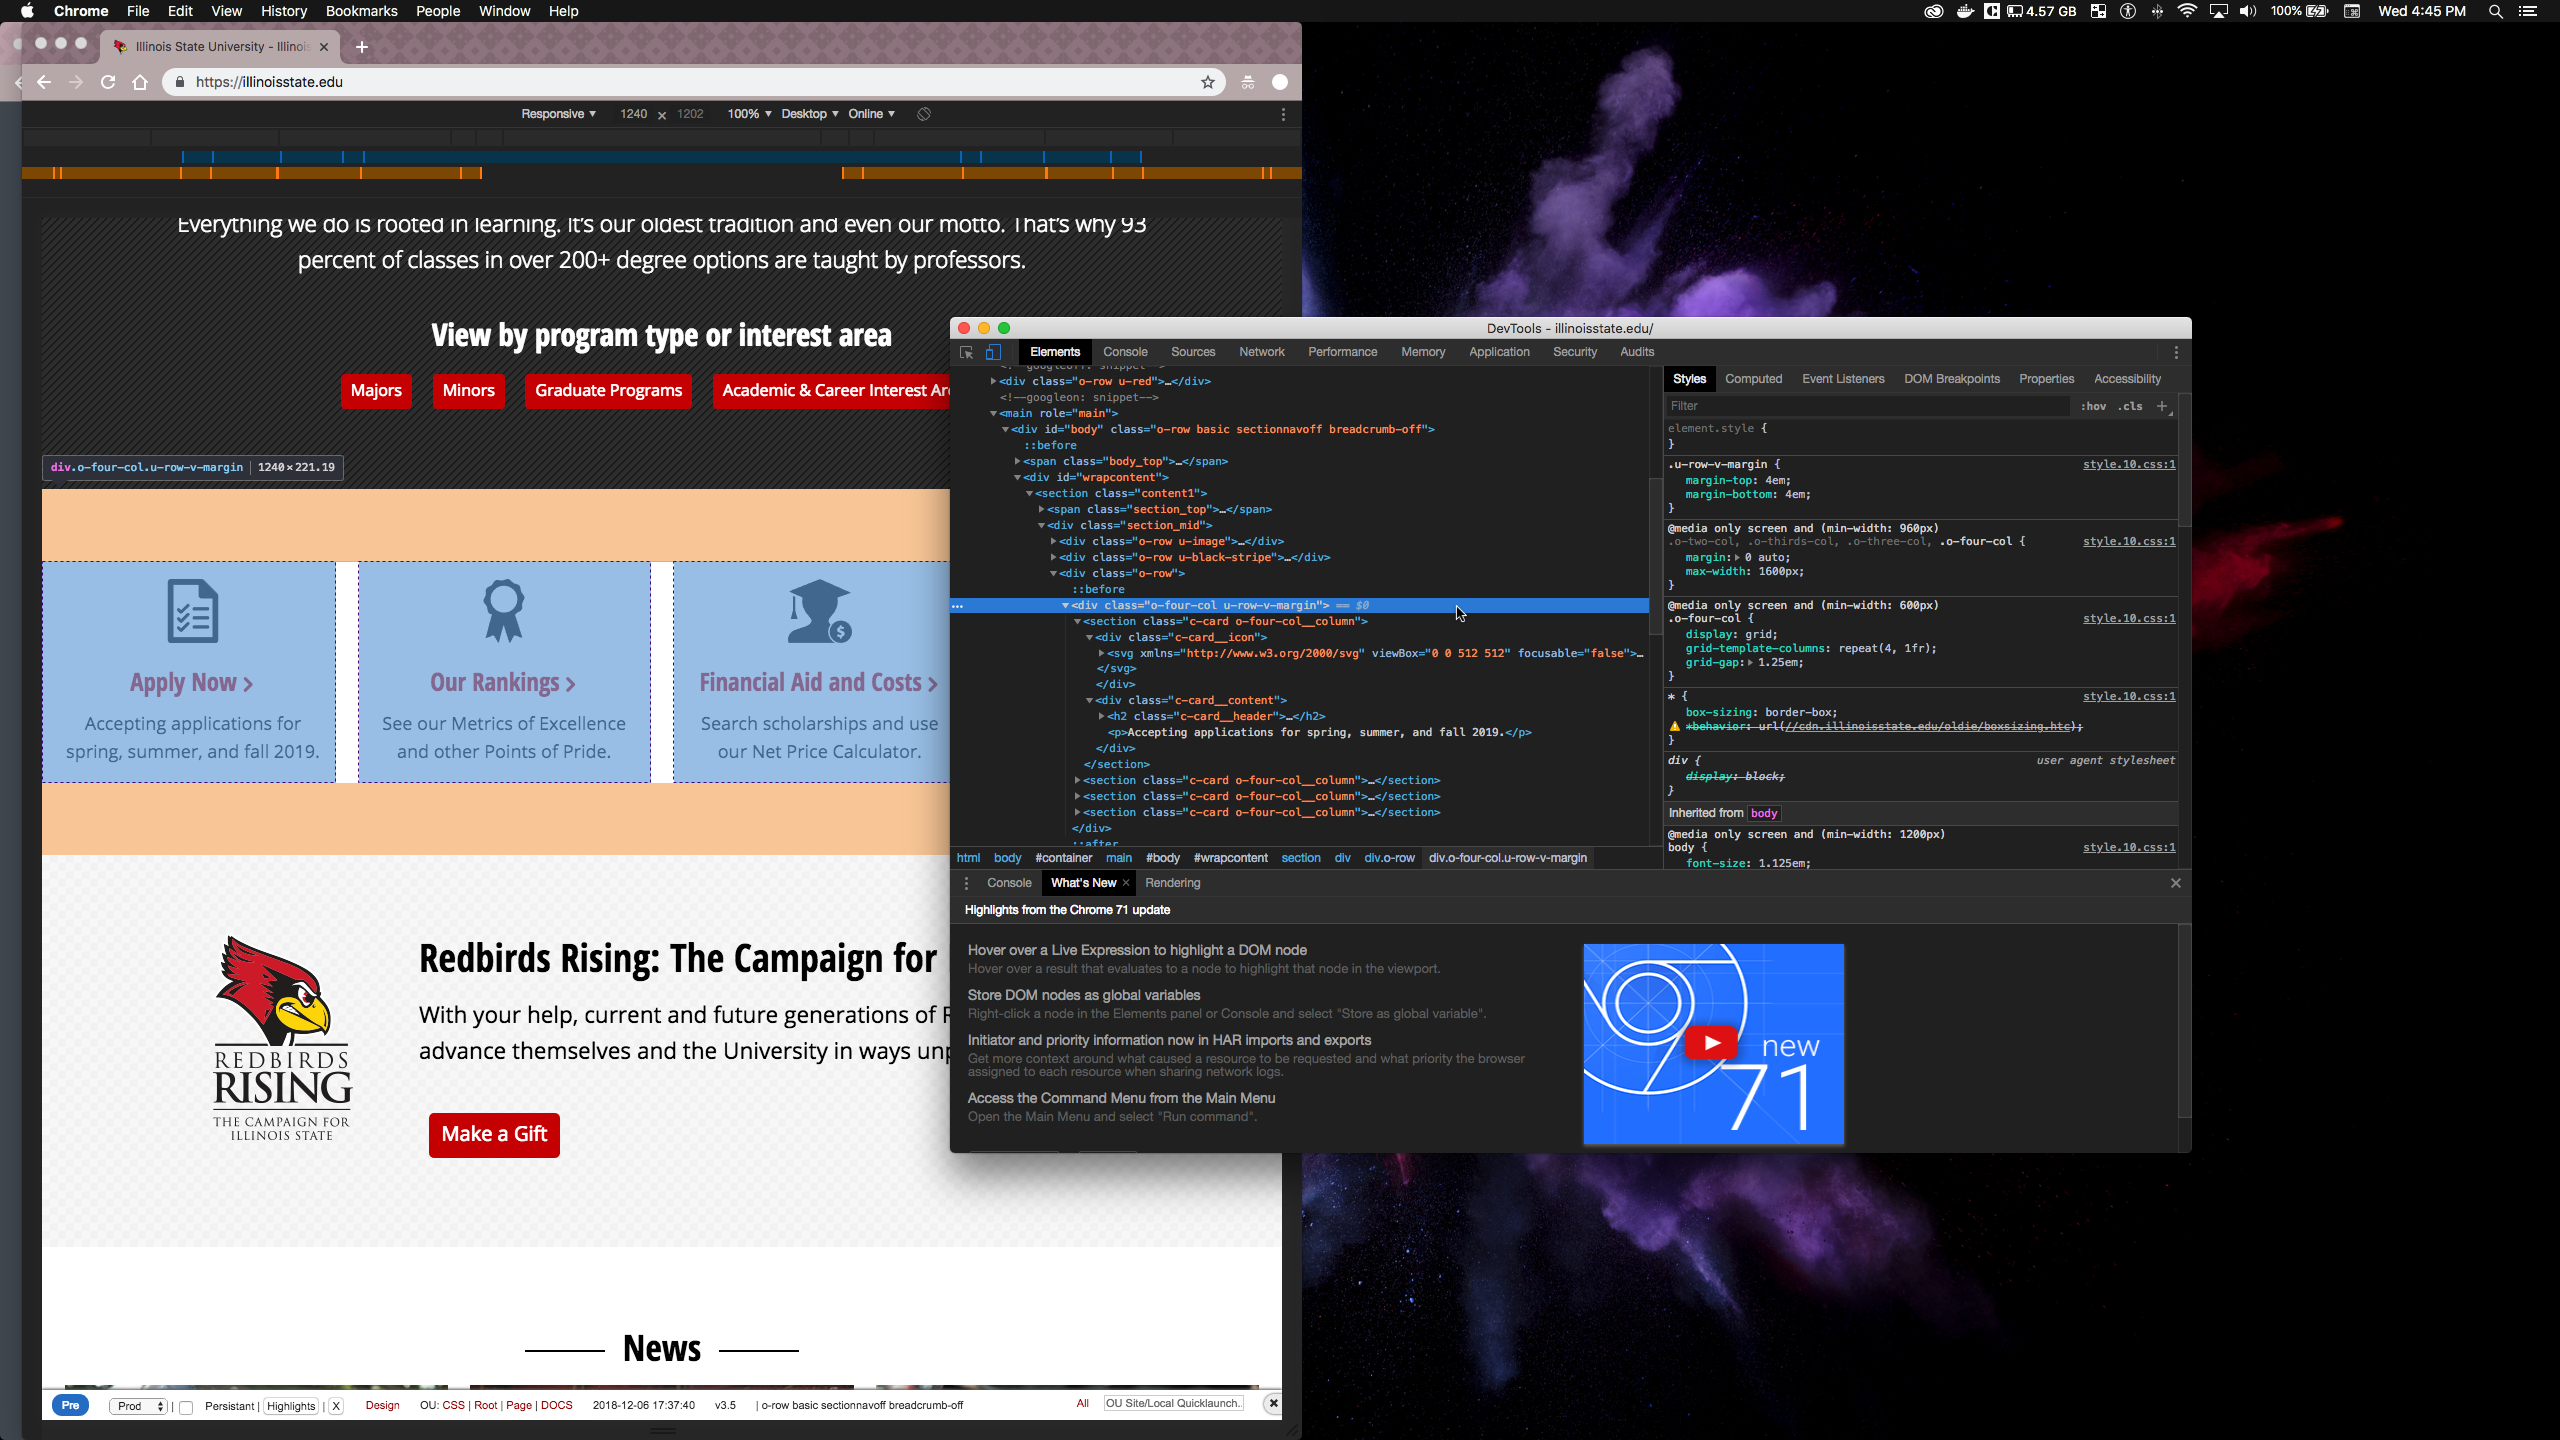 Chrome File Edit View History Bookmarks People Window Help
4.57 GB 100% Wed 4:45 PM
Illinois State University - Illinois
https://illinoisstate.edu
Responsive 1240 × 1202 100% Desktop Online
Everything we do is rooted in learning. It's our oldest tradition and even our motto. That's why 93
percent of classes in over 200+ degree options are taught by professors.
View by program type or interest area
Majors Minors Graduate Programs Academic & Career Interest Are
div.o-four-col.u-row-v-margin | 1240×221.19
Apply Now
Accepting applications for
spring, summer, and fall 2019.
Our Rankings
See our Metrics of Excellence
and other Points of Pride.
Financial Aid and Costs
Search scholarships and use
our Net Price Calculator.
REDBIRDS
RISING
THE CAMPAIGN FOR
ILLINOIS STATE
Redbirds Rising: The Campaign for
With your help, current and future generations of R
advance themselves and the University in ways unp
Make a Gift
News
Pre Prod | Persistant | Highlights | X Design OU: CSS | Root | Page | DOCS 2018-12-06 17:37:40 v3.5 | o-row basic sectionnavoff breadcrumb-off All OU Site/Local Quicklaunch..
DevTools - illinoisstate.edu/
Elements Console Sources Network Performance Memory Application Security Audits
<!--googleoff: snippet-->
<div class="o-row u-red">…</div>
<!--googleon: snippet-->
<main role="main">
<div id="body" class="o-row basic sectionnavoff breadcrumb-off">
::before
<span class="body_top">…</span>
<div id="wrapcontent">
<section class="content1">
<span class="section_top">…</span>
<div class="section_mid">
<div class="o-row u-image">…</div>
<div class="o-row u-black-stripe">…</div>
<div class="o-row">
::before
… <div class="o-four-col u-row-v-margin"> == $0
<section class="c-card o-four-col__column">
<div class="c-card__icon">
<svg xmlns="http://www.w3.org/2000/svg" viewBox="0 0 512 512" focusable="false">…
</svg>
</div>
<div class="c-card__content">
<h2 class="c-card__header">…</h2>
<p>Accepting applications for spring, summer, and fall 2019.</p>
</div>
</section>
<section class="c-card o-four-col__column">…</section>
<section class="c-card o-four-col__column">…</section>
<section class="c-card o-four-col__column">…</section>
</div>
::after
html body #container main #body #wrapcontent section div div.o-row div.o-four-col.u-row-v-margin
Styles Computed Event Listeners DOM Breakpoints Properties Accessibility
Filter :hov .cls +
element.style {
}
.u-row-v-margin { style.10.css:1
margin-top: 4em;
margin-bottom: 4em;
}
@media only screen and (min-width: 960px)
.o-two-col, .o-thirds-col, .o-three-col, .o-four-col { style.10.css:1
margin: 0 auto;
max-width: 1600px;
}
@media only screen and (min-width: 600px)
.o-four-col { style.10.css:1
display: grid;
grid-template-columns: repeat(4, 1fr);
grid-gap: 1.25em;
}
* { style.10.css:1
box-sizing: border-box;
*behavior: url(//cdn.illinoisstate.edu/oldie/boxsizing.htc);
}
div { user agent stylesheet
display: block;
}
Inherited from body
@media only screen and (min-width: 1200px)
body { style.10.css:1
font-size: 1.125em;
Console What's New × Rendering
Highlights from the Chrome 71 update
Hover over a Live Expression to highlight a DOM node
Hover over a result that evaluates to a node to highlight that node in the viewport.
Store DOM nodes as global variables
Right-click a node in the Elements panel or Console and select "Store as global variable".
Initiator and priority information now in HAR imports and exports
Get more context around what caused a resource to be requested and what priority the browser
assigned to each resource when sharing network logs.
Access the Command Menu from the Main Menu
Open the Main Menu and select "Run command".
new
71